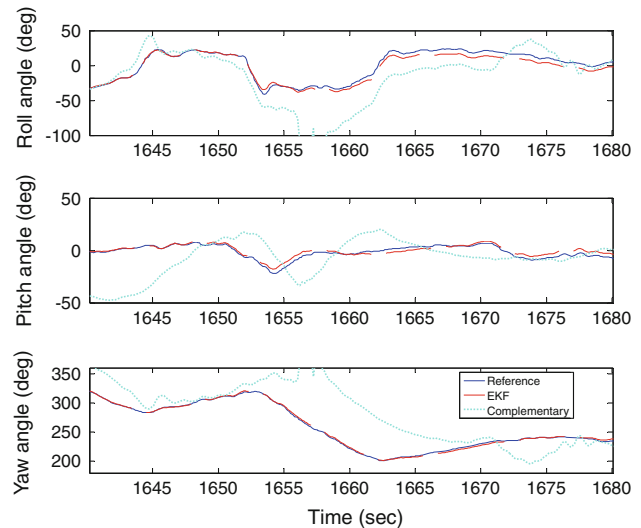 50
0
-50
-100
Roll angle (deg)
1645 1650 1655 1660 1665 1670 1675 1680
50
0
-50
Pitch angle (deg)
1645 1650 1655 1660 1665 1670 1675 1680
350
300
250
200
Yaw angle (deg)
Reference
EKF
Complementary
1645 1650 1655 1660 1665 1670 1675 1680
Time (sec)